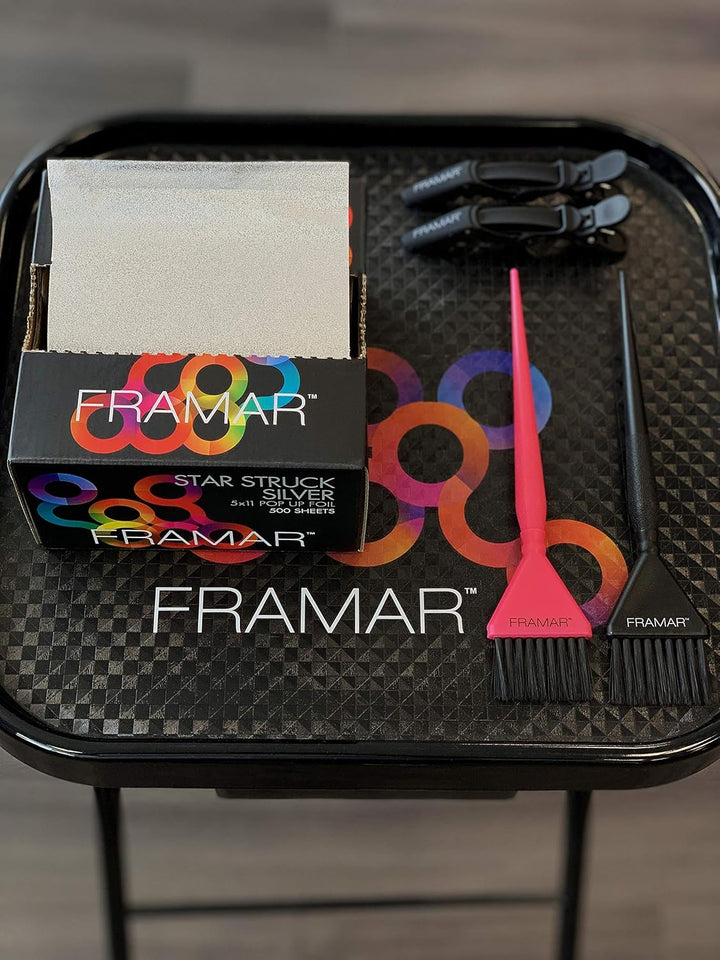 FRAMAR
FRAMAR
FRAMAR™
STAR STRUCK
SILVER
5x11 POP UP FOIL
500 SHEETS
FRAMAR™
FRAMAR™
FRAMAR™
FRAMAR™